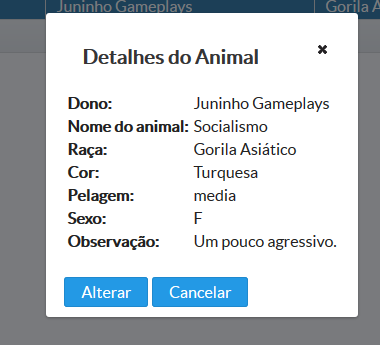 Juninho Gameplays Gorila A
Detalhes do Animal
Dono: Juninho Gameplays
Nome do animal: Socialismo
Raça: Gorila Asiático
Cor: Turquesa
Pelagem: media
Sexo: F
Observação: Um pouco agressivo.
Alterar Cancelar